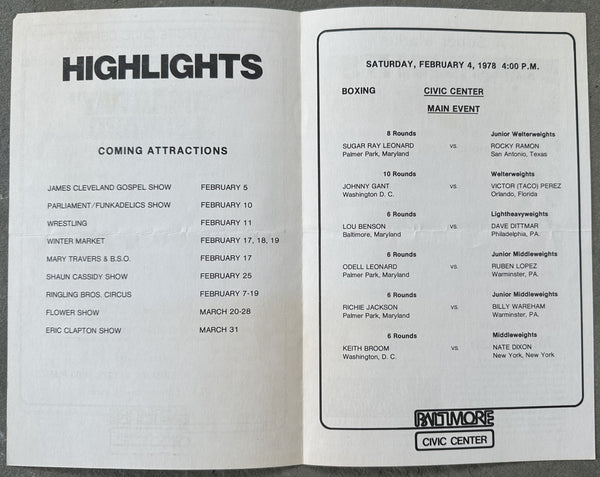 HIGHLIGHTS
COMING ATTRACTIONS
JAMES CLEVELAND GOSPEL SHOW FEBRUARY 5
PARLIAMENT/FUNKADELICS SHOW FEBRUARY 10
WRESTLING FEBRUARY 11
WINTER MARKET FEBRUARY 17, 18, 19
MARY TRAVERS & B.S.O. FEBRUARY 17
SHAUN CASSIDY SHOW FEBRUARY 25
RINGLING BROS. CIRCUS FEBRUARY 7-19
FLOWER SHOW MARCH 20-28
ERIC CLAPTON SHOW MARCH 31
SATURDAY, FEBRUARY 4, 1978 4:00 P.M.
BOXING CIVIC CENTER
MAIN EVENT
8 Rounds Junior Welterweights
SUGAR RAY LEONARD vs. ROCKY RAMON
Palmer Park, Maryland San Antonio, Texas
10 Rounds Welterweights
JOHNNY GANT vs. VICTOR (TACO) PEREZ
Washington D. C. Orlando, Florida
6 Rounds Lightheavyweights
LOU BENSON vs. DAVE DITTMAR
Baltimore, Maryland Philadelphia, PA.
6 Rounds Junior Middleweights
ODELL LEONARD vs. RUBEN LOPEZ
Palmer Park, Maryland Warminster, PA.
6 Rounds Junior Middleweights
RICHIE JACKSON vs. BILLY WAREHAM
Palmer Park, Maryland Warminster, PA.
6 Rounds Middleweights
KEITH BROOM vs. NATE DIXON
Washington, D. C. New York, New York
BALTIMORE
CIVIC CENTER